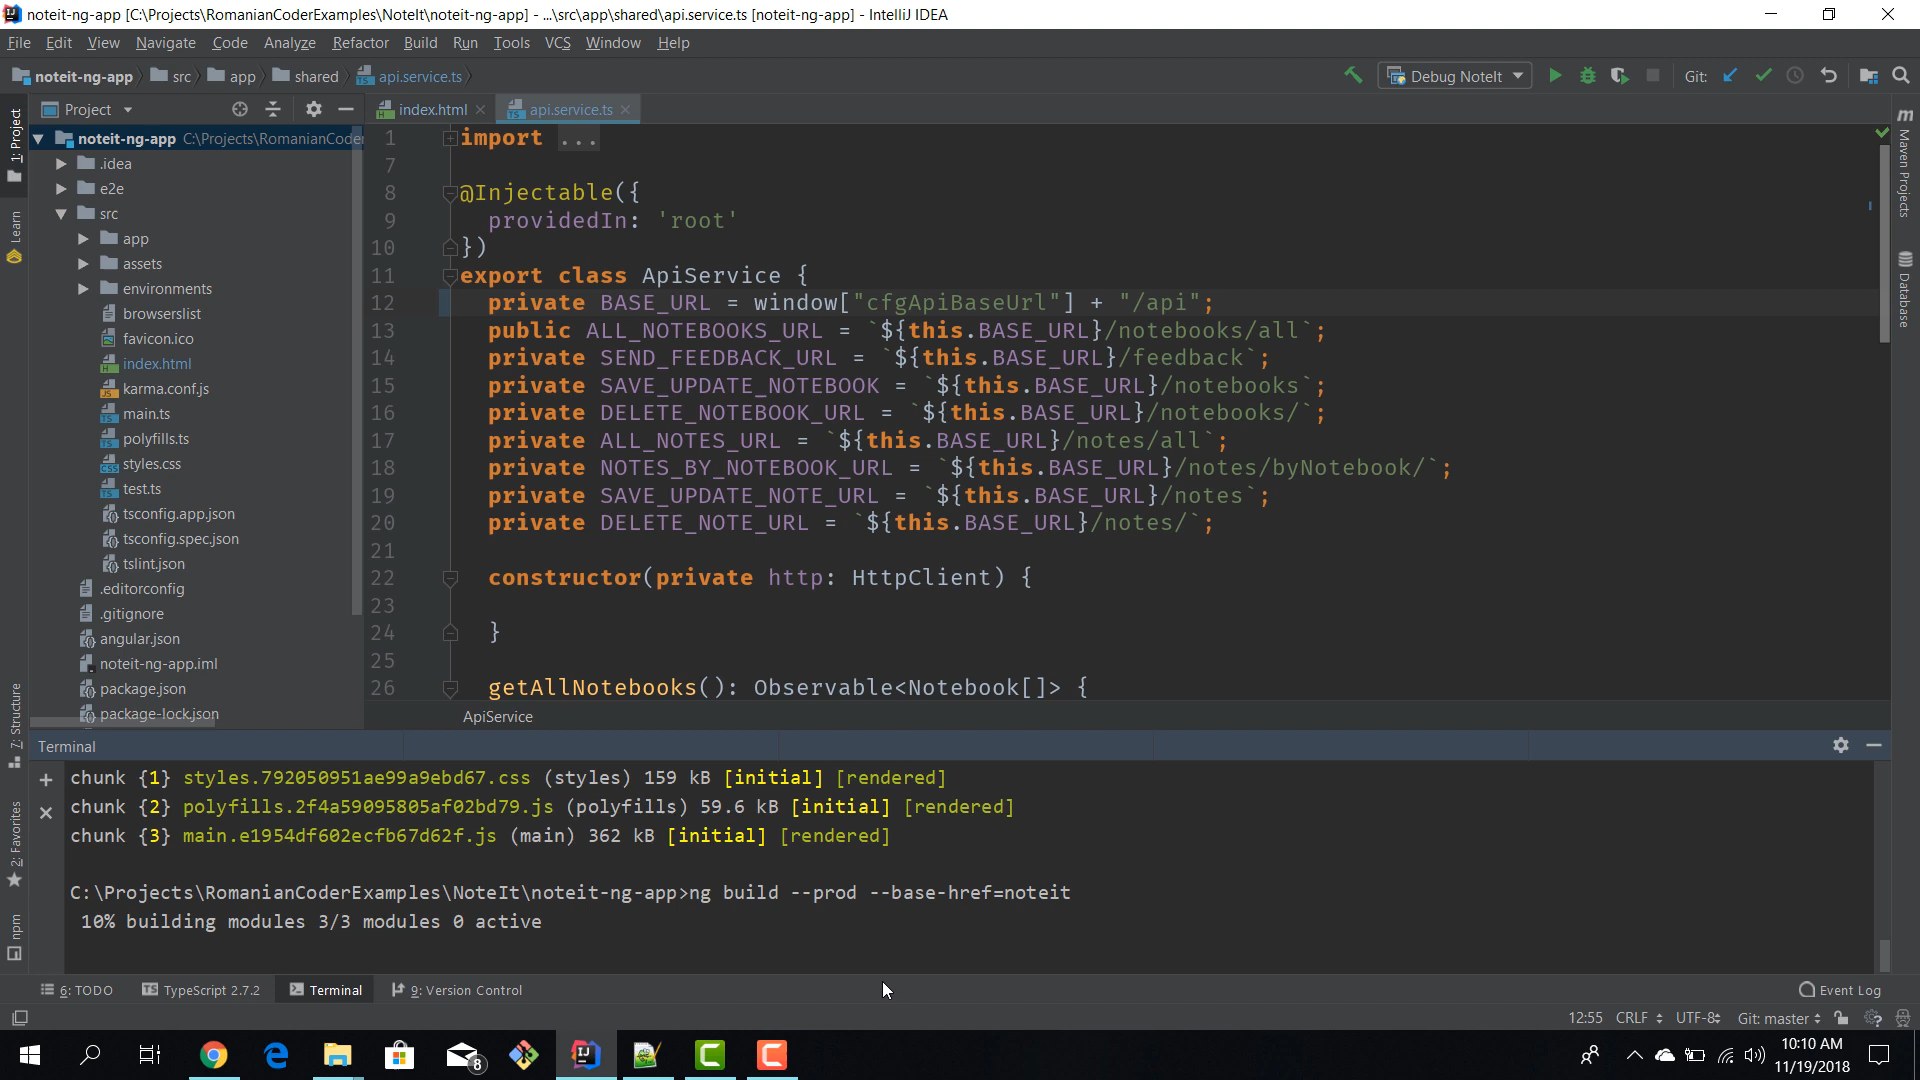 noteit-ng-app [C:\Projects\RomanianCoderExamples\NoteIt\noteit-ng-app] - ...\src\app\shared\api.service.ts [noteit-ng-app] - IntelliJ IDEA
File Edit View Navigate Code Analyze Refactor Build Run Tools VCS Window Help
noteit-ng-app src app shared api.service.ts
Debug NoteIt
Git:
1: Project
Learn
7: Structure
2: Favorites
npm
Project
noteit-ng-app C:\Projects\RomanianCoder
.idea
e2e
src
app
assets
environments
browserslist
favicon.ico
index.html
karma.conf.js
main.ts
polyfills.ts
styles.css
test.ts
tsconfig.app.json
tsconfig.spec.json
tslint.json
.editorconfig
.gitignore
angular.json
noteit-ng-app.iml
package.json
package-lock.json
index.html api.service.ts
1 import ...
7
8 @Injectable({
9 providedIn: 'root'
10 })
11 export class ApiService {
12 private BASE_URL = window["cfgApiBaseUrl"] + "/api";
13 public ALL_NOTEBOOKS_URL = `${this.BASE_URL}/notebooks/all`;
14 private SEND_FEEDBACK_URL = `${this.BASE_URL}/feedback`;
15 private SAVE_UPDATE_NOTEBOOK = `${this.BASE_URL}/notebooks`;
16 private DELETE_NOTEBOOK_URL = `${this.BASE_URL}/notebooks/`;
17 private ALL_NOTES_URL = `${this.BASE_URL}/notes/all`;
18 private NOTES_BY_NOTEBOOK_URL = `${this.BASE_URL}/notes/byNotebook/`;
19 private SAVE_UPDATE_NOTE_URL = `${this.BASE_URL}/notes`;
20 private DELETE_NOTE_URL = `${this.BASE_URL}/notes/`;
21
22 constructor(private http: HttpClient) {
23
24 }
25
26 getAllNotebooks(): Observable<Notebook[]> {
ApiService
Maven Projects
Database
Terminal
chunk {1} styles.792050951ae99a9ebd67.css (styles) 159 kB [initial] [rendered]
chunk {2} polyfills.2f4a59095805af02bd79.js (polyfills) 59.6 kB [initial] [rendered]
chunk {3} main.e1954df602ecfb67d62f.js (main) 362 kB [initial] [rendered]
C:\Projects\RomanianCoderExamples\NoteIt\noteit-ng-app>ng build --prod --base-href=noteit
10% building modules 3/3 modules 0 active
6: TODO TypeScript 2.7.2 Terminal 9: Version Control Event Log
12:55 CRLF UTF-8 Git: master
8
10:10 AM
11/19/2018